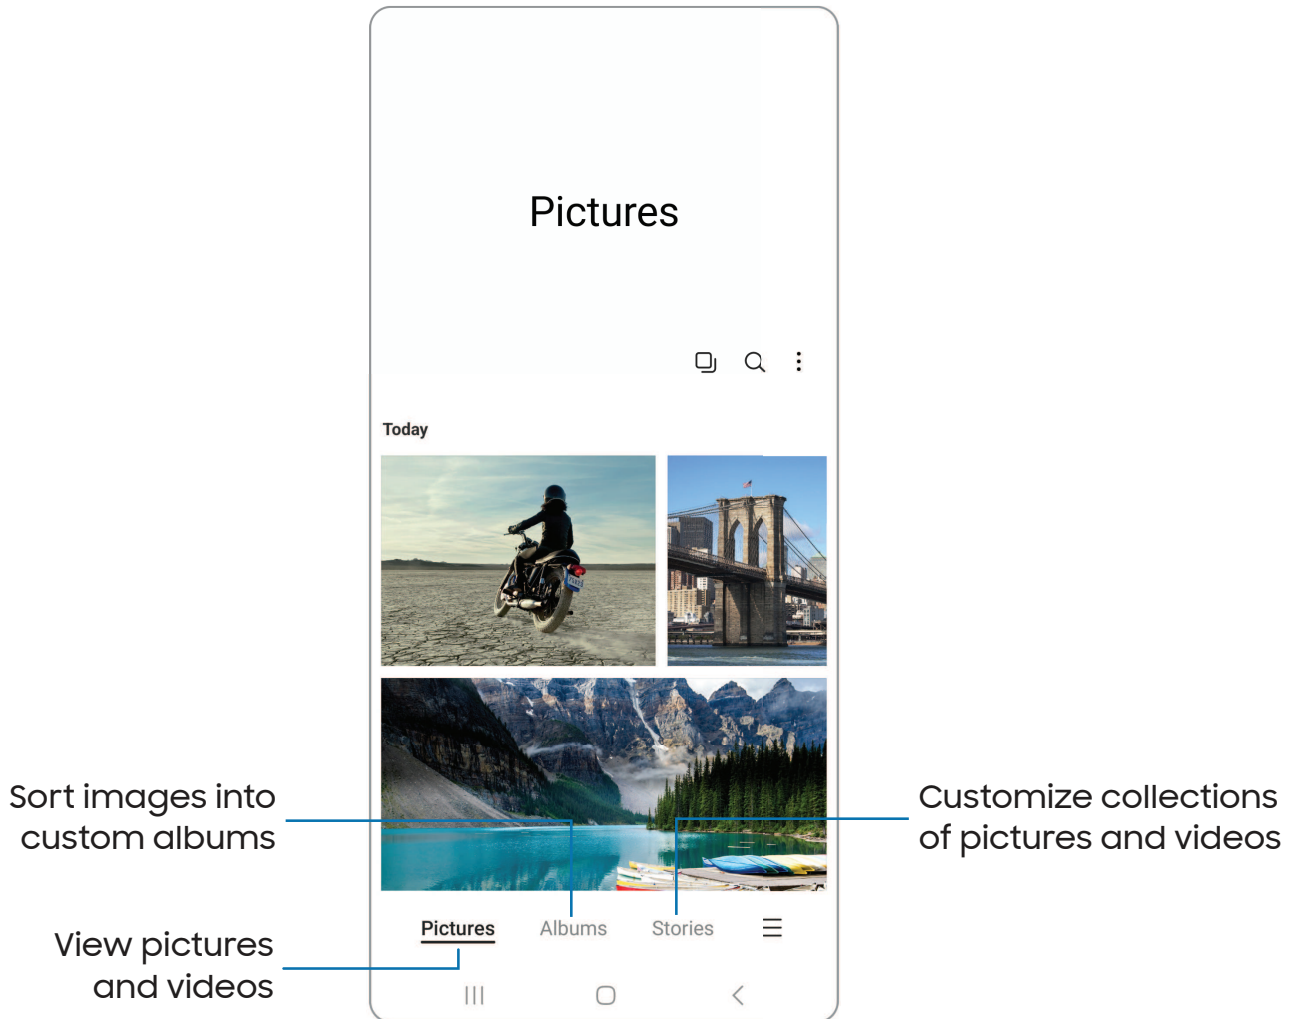 Pictures
Today
Sort images into
custom albums
Customize collections
of pictures and videos
Pictures
Albums
Stories
View pictures
and videos